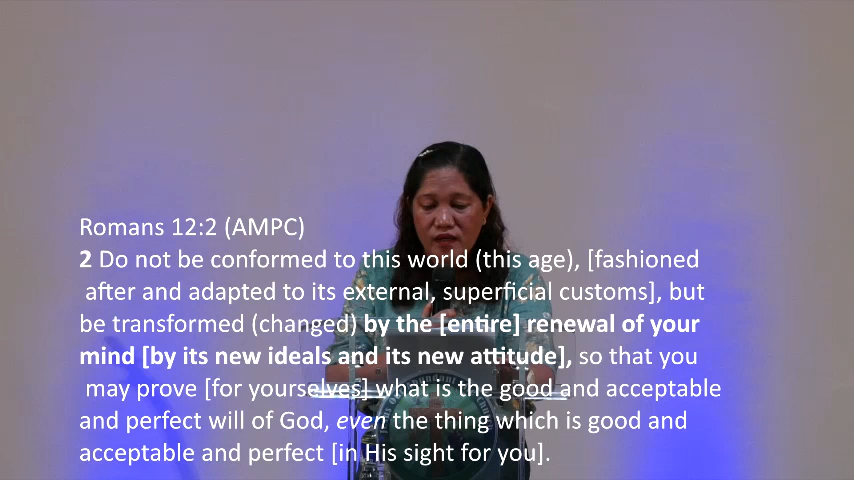 Romans 12:2 (AMPC)
2 Do not be conformed to this world (this age), [fashioned
after and adapted to its external, superficial customs], but
be transformed (changed) by the [entire] renewal of your
mind [by its new ideals and its new attitude], so that you
may prove [for yourselves] what is the good and acceptable
and perfect will of God, even the thing which is good and
acceptable and perfect [in His sight for you].